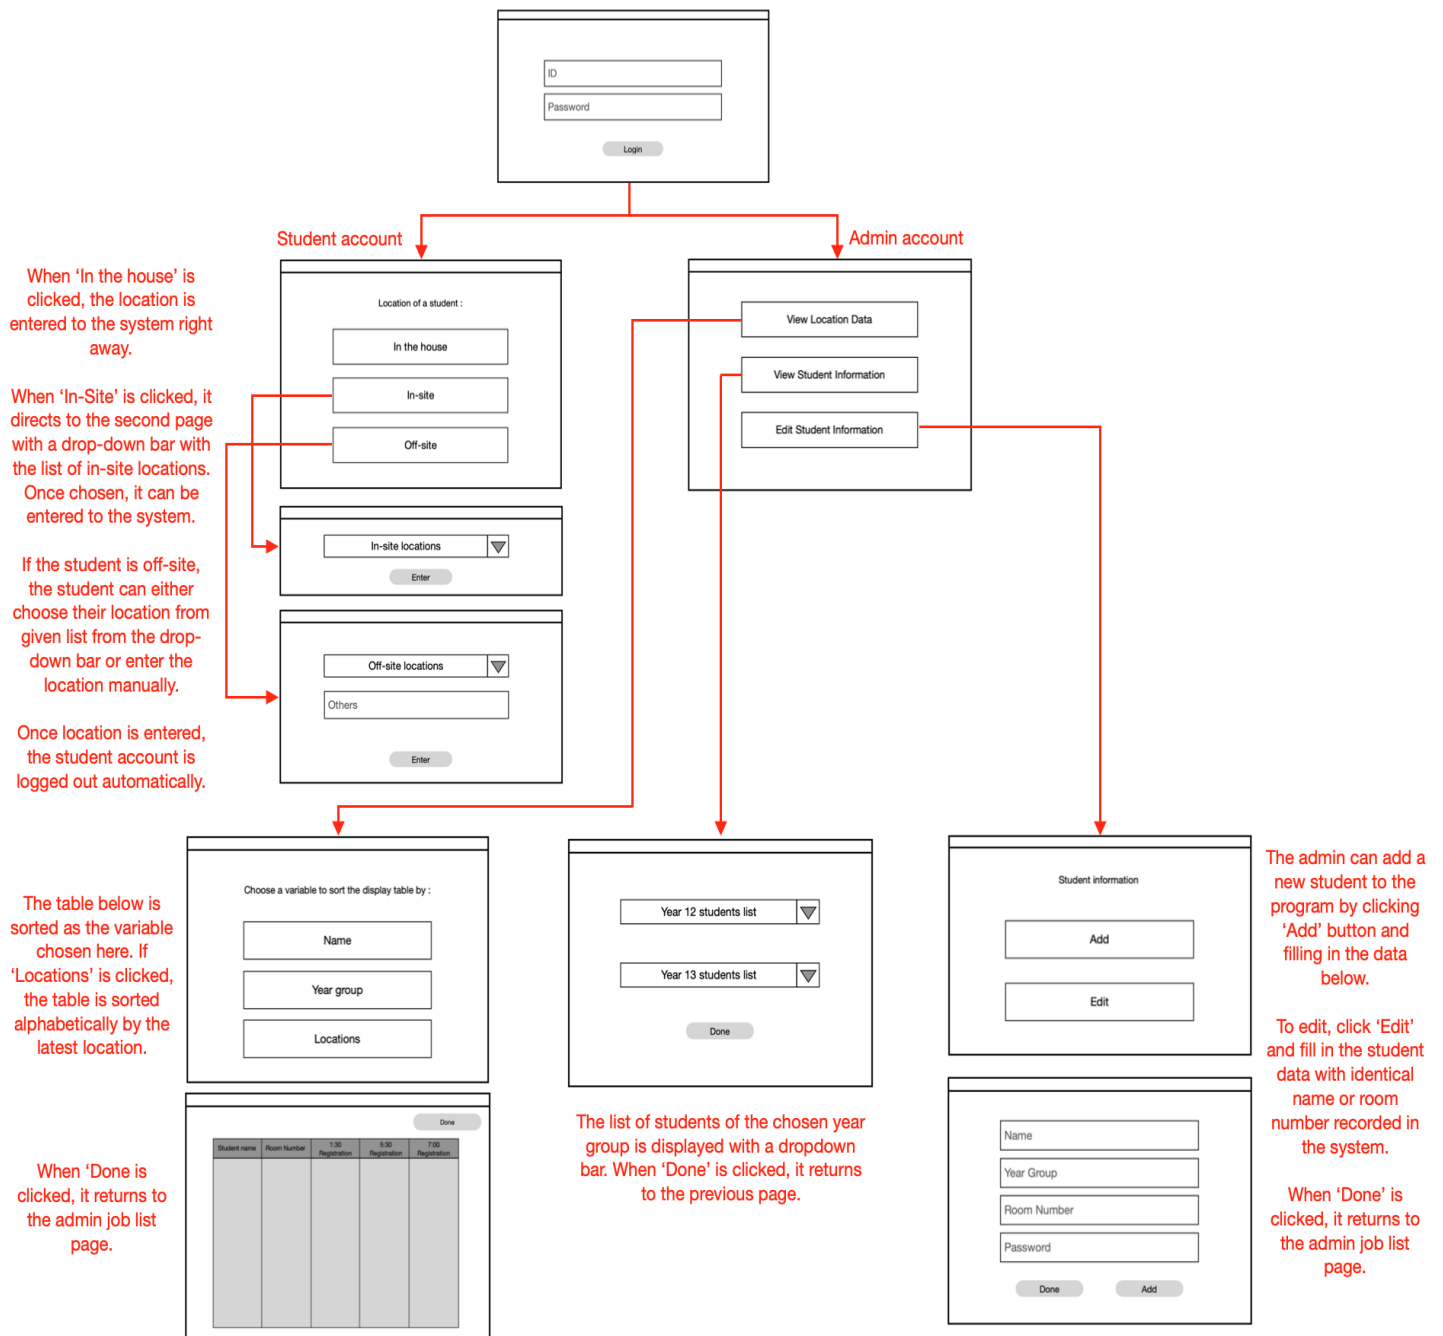 ID
Password
Login
Student account
Admin account
When ‘In the house’ is
clicked, the location is
entered to the system right
away.
When ‘In-Site’ is clicked, it
directs to the second page
with a drop-down bar with
the list of in-site locations.
Once chosen, it can be
entered to the system.
If the student is off-site,
the student can either
choose their location from
given list from the drop-
down bar or enter the
location manually.
Once location is entered,
the student account is
logged out automatically.
Location of a student :
In the house
In-site
Off-site
In-site locations
Enter
Off-site locations
Others
Enter
View Location Data
View Student Information
Edit Student Information
The table below is
sorted as the variable
chosen here. If
‘Locations’ is clicked,
the table is sorted
alphabetically by the
latest location.
Choose a variable to sort the display table by :
Name
Year group
Locations
When ‘Done is
clicked, it returns to
the admin job list
page.
Done
Student name Room Number 1:30 Registration 5:30 Registration 7:00 Registration
Year 12 students list
Year 13 students list
Done
The list of students of the chosen year
group is displayed with a dropdown
bar. When ‘Done’ is clicked, it returns
to the previous page.
Student information
Add
Edit
Name
Year Group
Room Number
Password
Done Add
The admin can add a
new student to the
program by clicking
‘Add’ button and
filling in the data
below.
To edit, click ‘Edit’
and fill in the student
data with identical
name or room
number recorded in
the system.
When ‘Done’ is
clicked, it returns to
the admin job list
page.